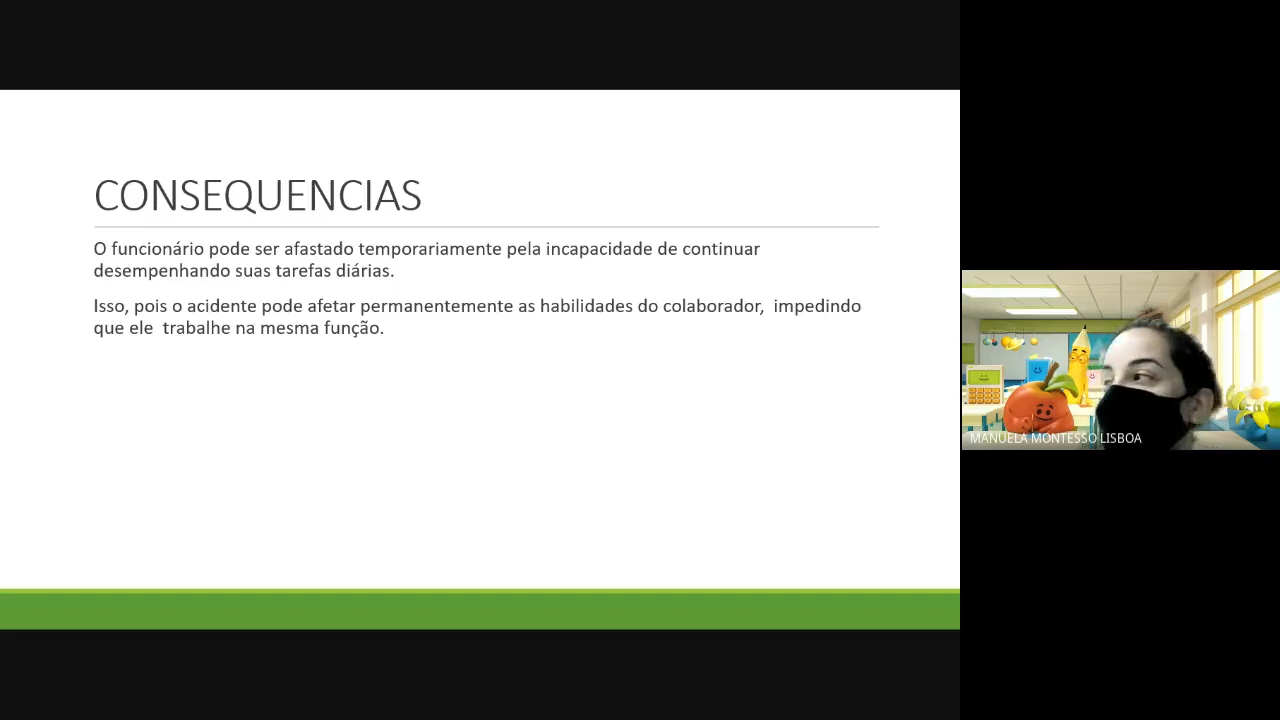 CONSEQUENCIAS
O funcionário pode ser afastado temporariamente pela incapacidade de continuar
desempenhando suas tarefas diárias.
Isso, pois o acidente pode afetar permanentemente as habilidades do colaborador,  impedindo
que ele  trabalhe na mesma função.
MANUELA MONTESSO LISBOA